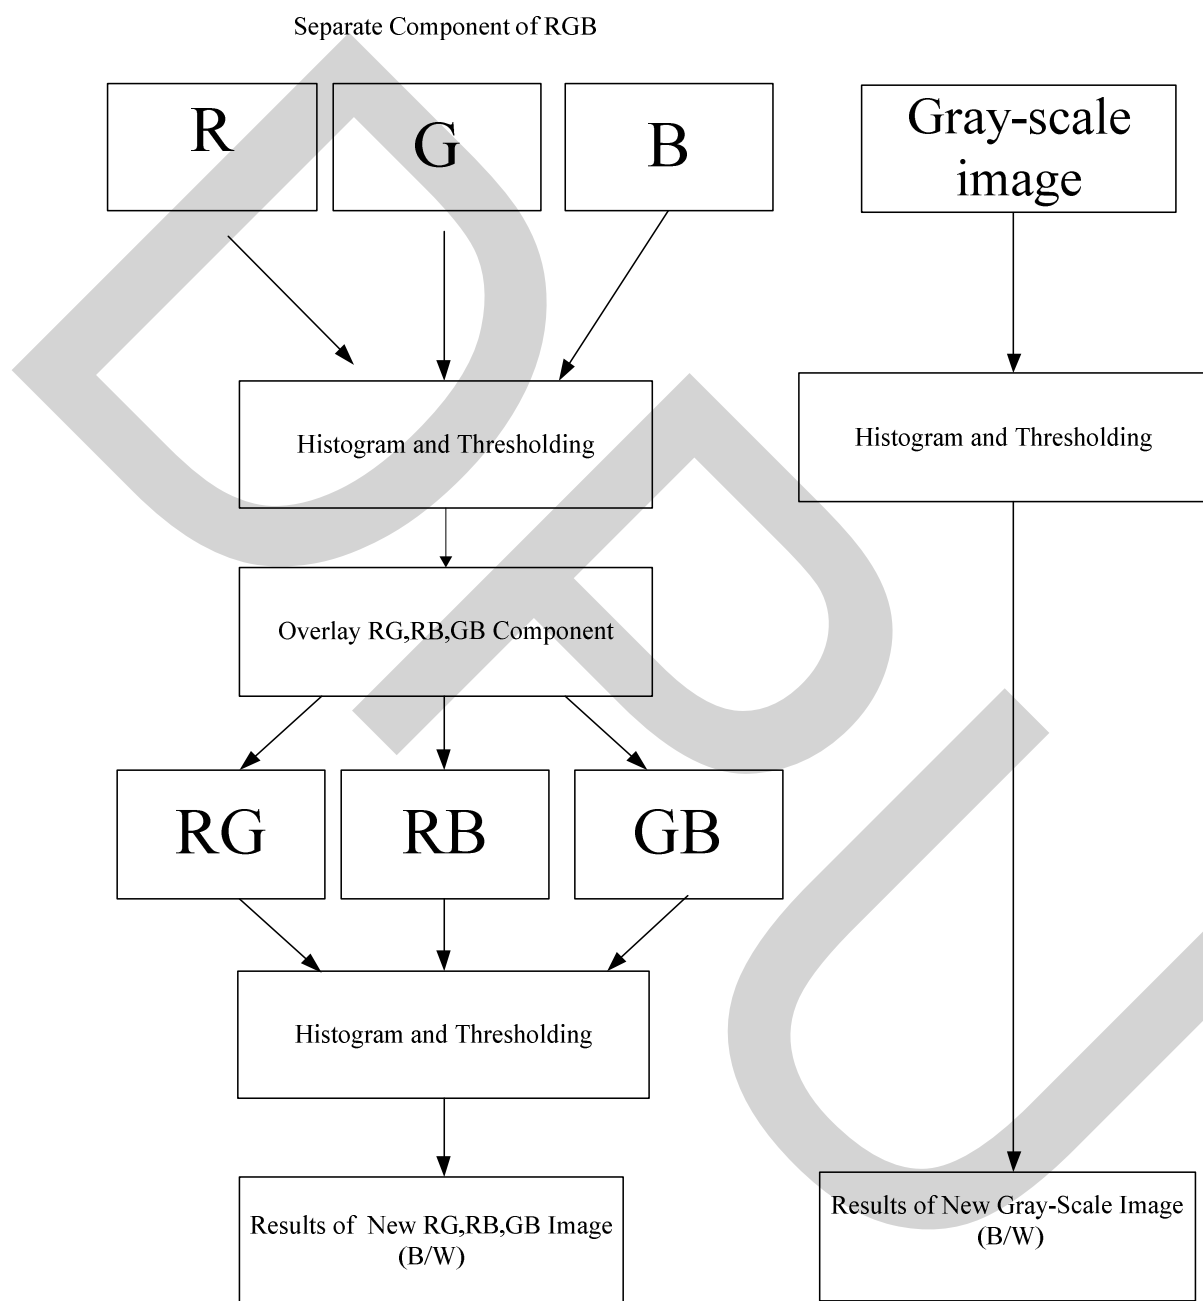 Separate Component of RGB
R
G
B
Gray-scale
image
Histogram and Thresholding
Histogram and Thresholding
Overlay RG,RB,GB Component
RG
RB
GB
Histogram and Thresholding
Results of New RG,RB,GB Image
(B/W)
Results of New Gray-Scale Image
(B/W)
DPU